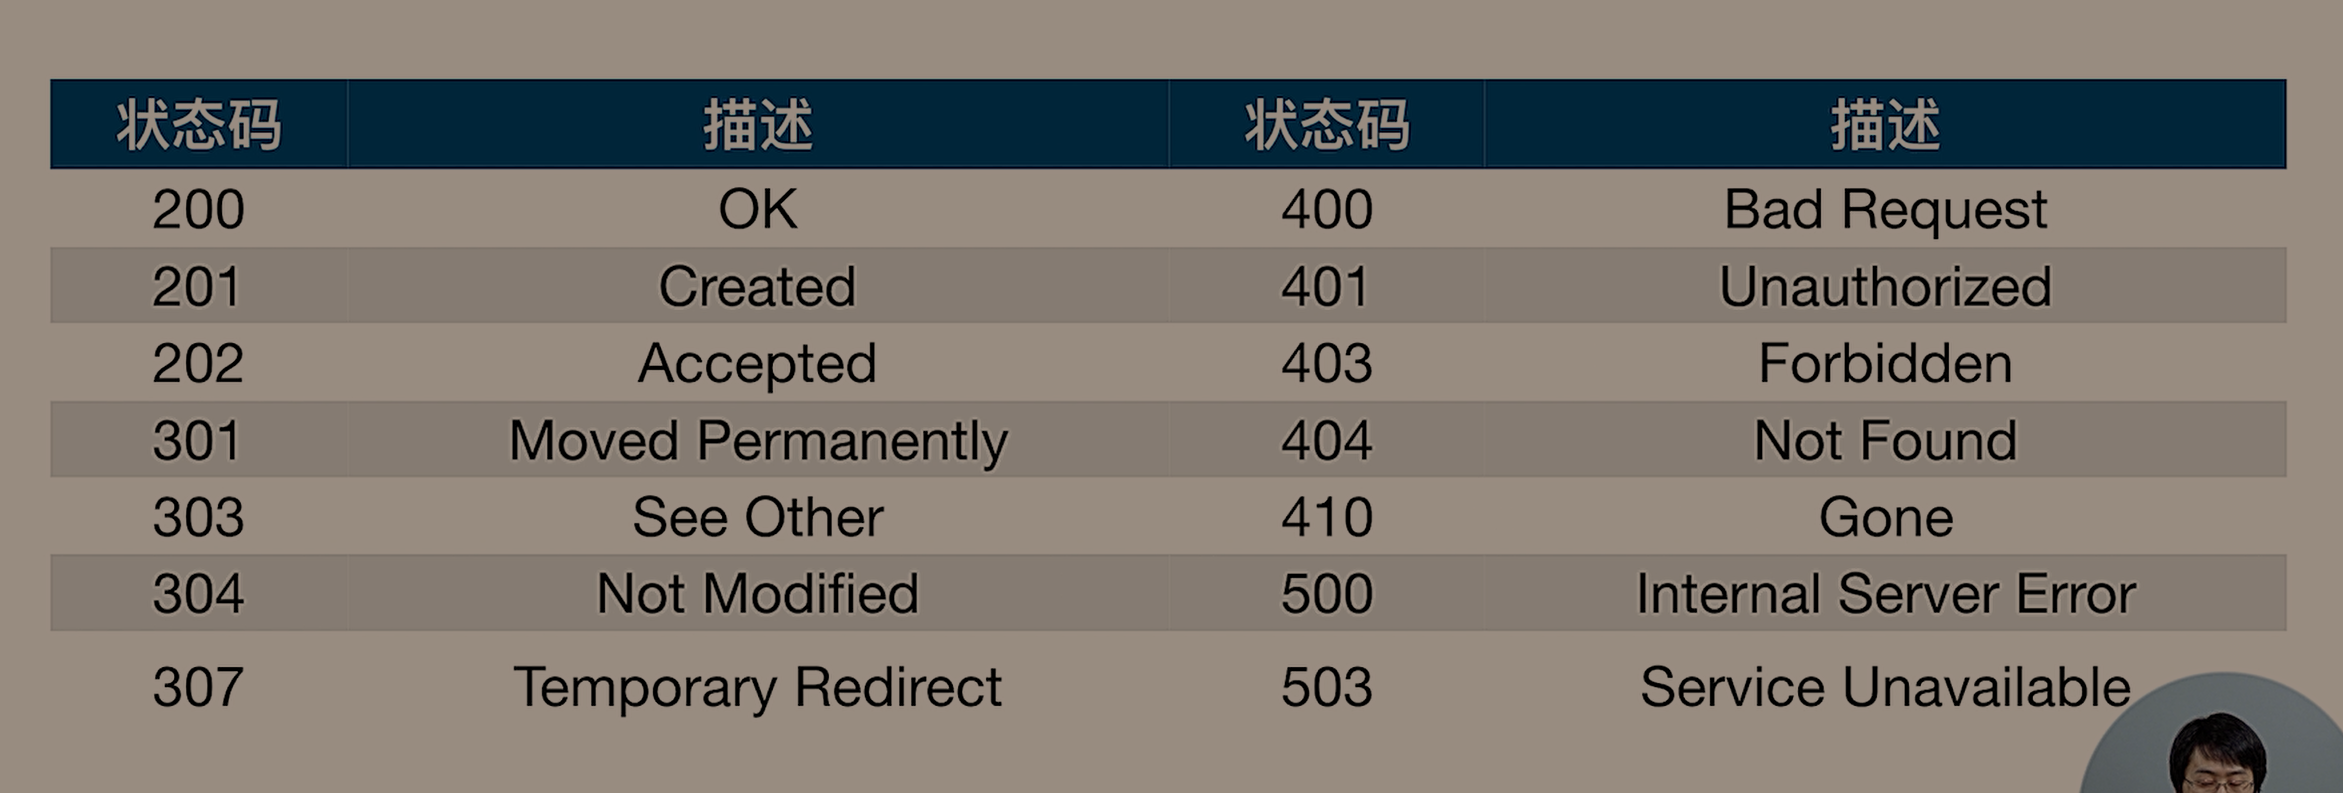 状态码 描述 状态码 描述
200 OK 400 Bad Request
201 Created 401 Unauthorized
202 Accepted 403 Forbidden
301 Moved Permanently 404 Not Found
303 See Other 410 Gone
304 Not Modified 500 Internal Server Error
307 Temporary Redirect 503 Service Unavailable